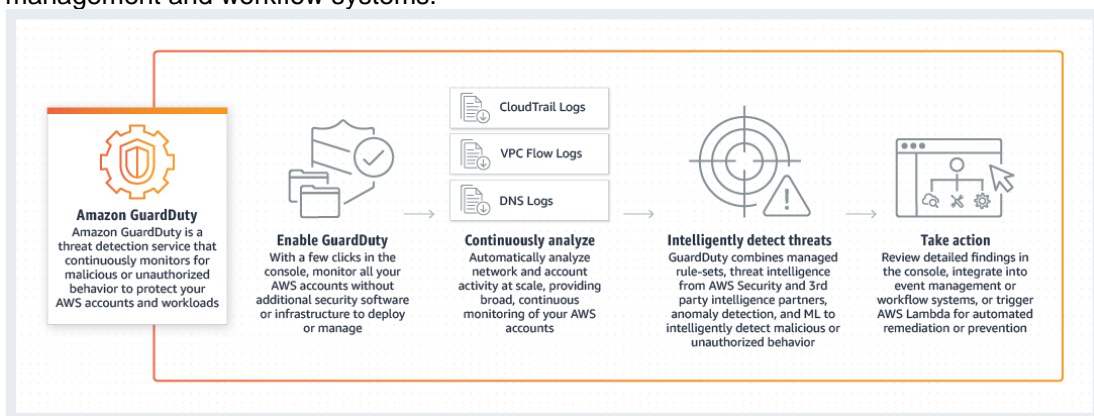 management and workflow systems.
CloudTrail Logs
VPC Flow Logs
DNS Logs
Amazon GuardDuty
Amazon GuardDuty is a
threat detection service that
continuously monitors for
malicious or unauthorized
behavior to protect your
AWS accounts and workloads
Enable GuardDuty
With a few clicks in the
console, monitor all your
AWS accounts without
additional security software
or infrastructure to deploy
or manage
Continuously analyze
Automatically analyze
network and account
activity at scale, providing
broad, continuous
monitoring of your AWS
accounts
Intelligently detect threats
GuardDuty combines managed
rule-sets, threat intelligence
from AWS Security and 3rd
party intelligence partners,
anomaly detection, and ML to
intelligently detect malicious or
unauthorized behavior
Take action
Review detailed findings in
the console, integrate into
event management or
workflow systems, or trigger
AWS Lambda for automated
remediation or prevention